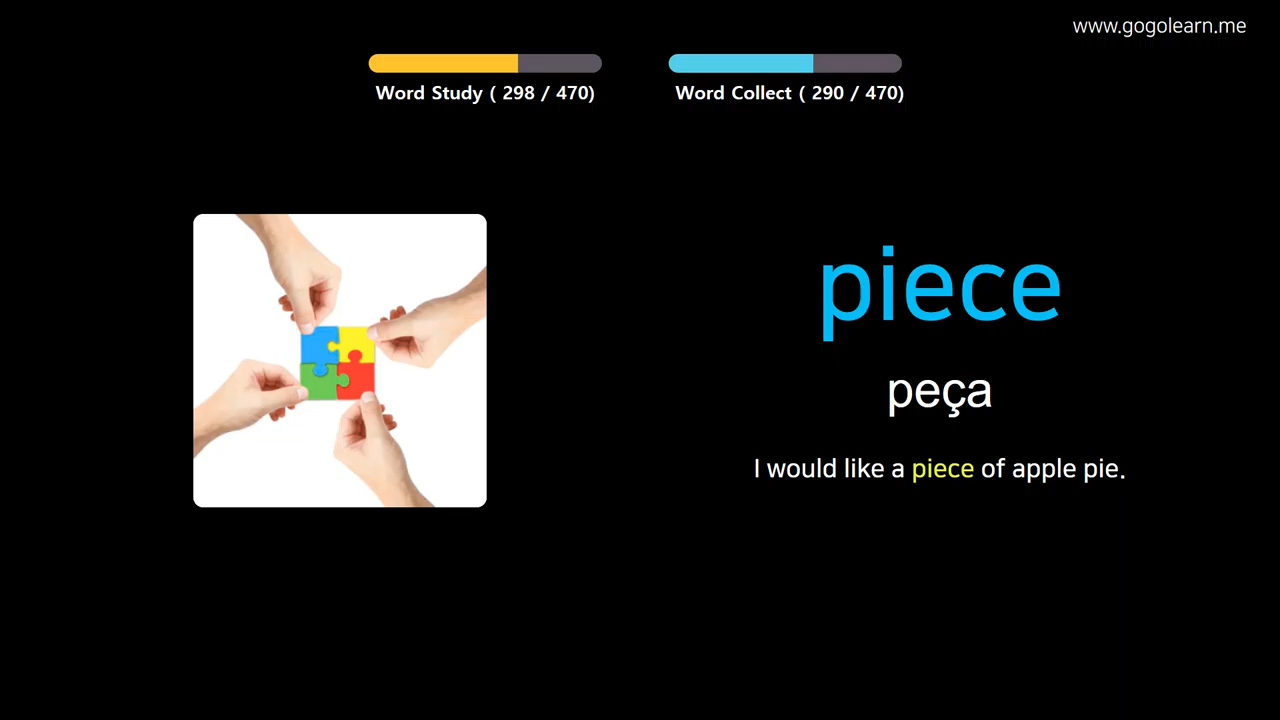 www.gogolearn.me
Word Study ( 298 / 470)
Word Collect ( 290 / 470)
piece
peça
I would like a piece of apple pie.